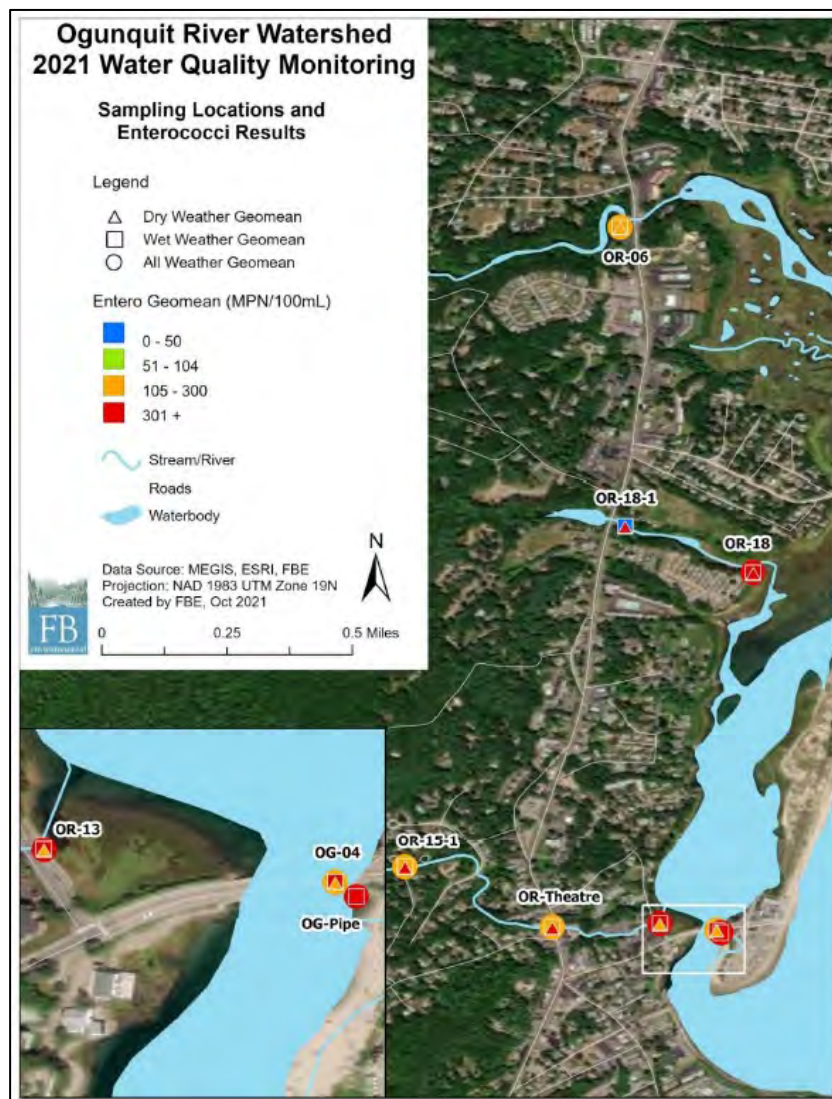 Ogunquit River Watershed
2021 Water Quality Monitoring
Sampling Locations and
Enterococci Results
Legend
Dry Weather Geomean
Wet Weather Geomean
All Weather Geomean
Entero Geomean (MPN/100mL)
0 - 50
51 - 104
105 - 300
301 +
Stream/River
Roads
Waterbody
Data Source: MEGIS, ESRI, FBE
Projection: NAD 1983 UTM Zone 19N
Created by FBE, Oct 2021
N
FB
0 0.25 0.5 Miles
OR-06
OR-18-1
OR-18
OR-15-1
OR-Theatre
OR-13
OG-04
OG-Pipe